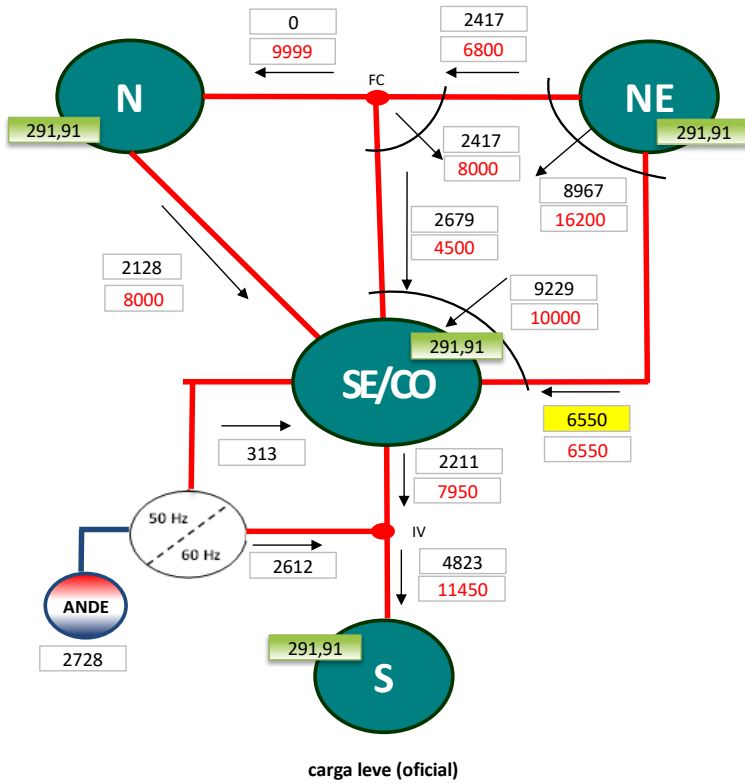 0
9999
2417
6800
FC
N
NE
291,91
291,91
2417
8000
8967
16200
2679
4500
2128
8000
9229
10000
291,91
SE/CO
6550
6550
313
2211
7950
50 Hz
60 Hz
IV
2612
4823
11450
ANDE
2728
291,91
S
carga leve (oficial)